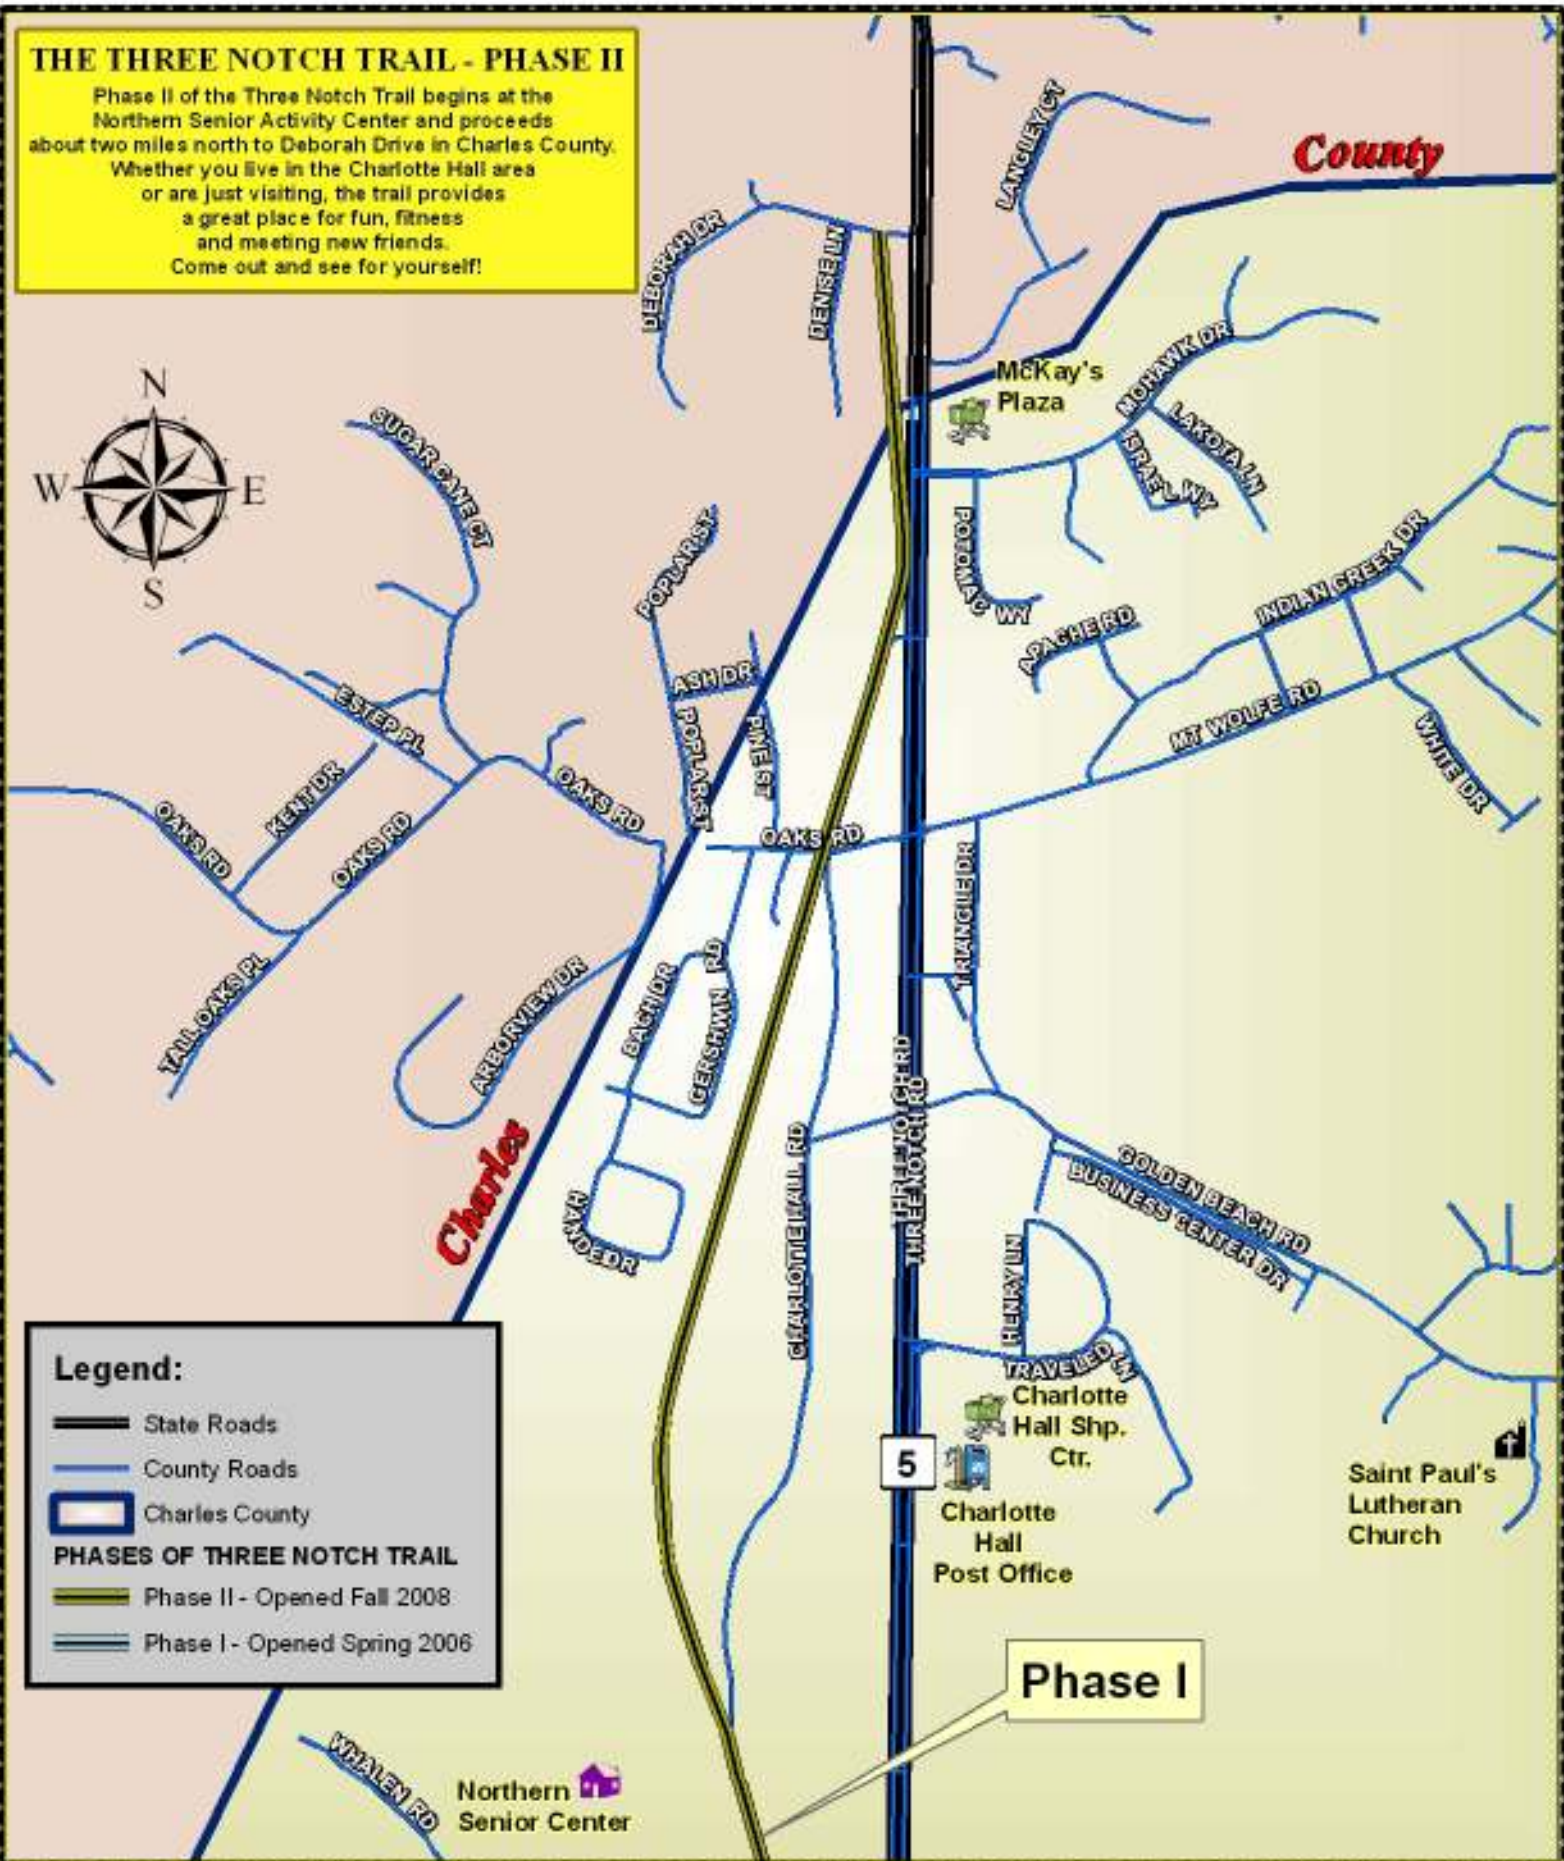 THE THREE NOTCH TRAIL - PHASE II
Phase II of the Three Notch Trail begins at the
Northern Senior Activity Center and proceeds
about two miles north to Deborah Drive in Charles County.
Whether you live in the Charlotte Hall area
or are just visiting, the trail provides
a great place for fun, fitness
and meeting new friends.
Come out and see for yourself!
LANGLEY CT
County
DEBORAH DR
DENISE LN
N
W
E
S
McKay's
Plaza
MOHAWK DR
LAKOTA LN
ISRAEL WY
SUGAR CANE CT
POPLAR ST
POTOMAC WY
APACHE RD
INDIAN CREEK DR
ASH DR
ESTEP PL
POPLAR ST
PINE ST
MT WOLFE RD
WHITE DR
KENT DR
OAKS RD
OAKS RD
OAKS RD
OAKS RD
TRIANGLE DR
TALL OAKS PL
ARBORVIEW DR
BACH DR
GERSHWIN RD
THREE NOTCH RD
THREE NOTCH RD
Charles
CHARLOTTE HALL RD
GOLDEN BEACH RD
BUSINESS CENTER DR
HANDEDR
HENRY LN
TRAVELED LN
Charlotte
Hall Shp.
Ctr.
5
Charlotte
Hall
Post Office
Saint Paul's
Lutheran
Church
Legend:
State Roads
County Roads
Charles County
PHASES OF THREE NOTCH TRAIL
Phase II - Opened Fall 2008
Phase I - Opened Spring 2006
Phase I
WHALEN RD
Northern
Senior Center